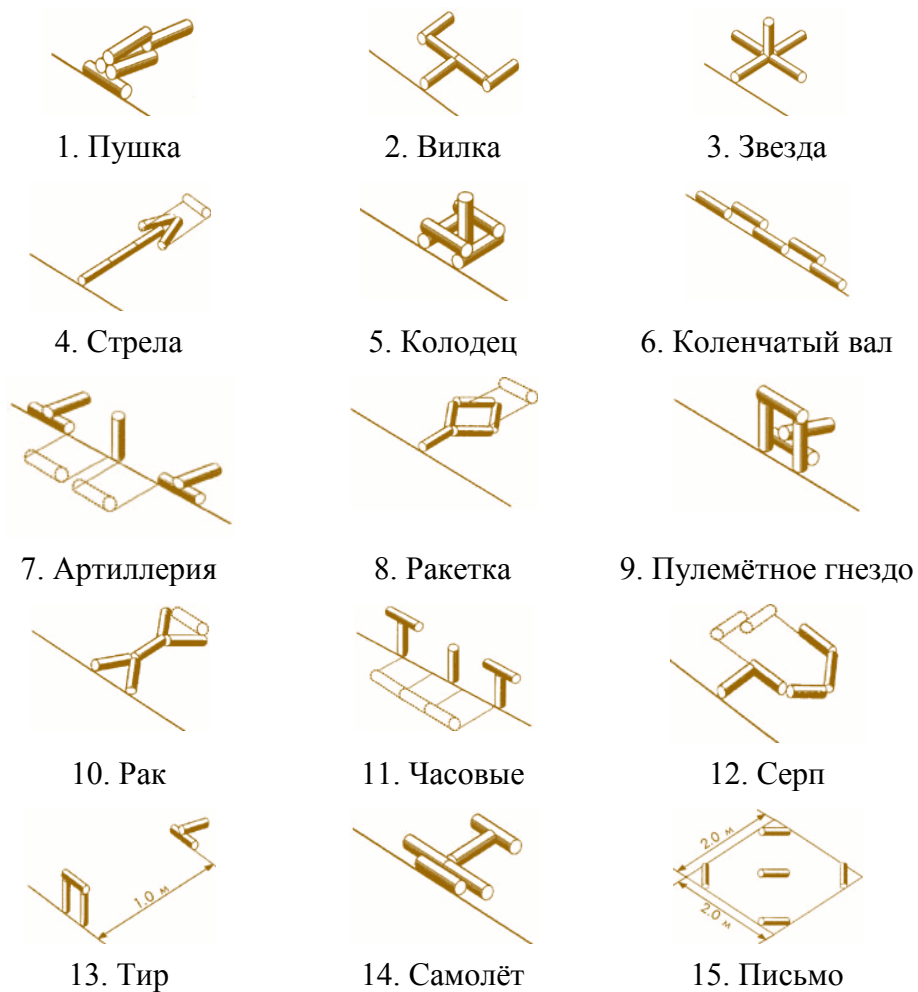 1. Пушка
2. Вилка
3. Звезда
4. Стрела
5. Колодец
6. Коленчатый вал
7. Артиллерия
8. Ракетка
9. Пулемётное гнездо
10. Рак
11. Часовые
12. Серп
1.0 м
2.0 м
2.0 м
13. Тир
14. Самолёт
15. Письмо